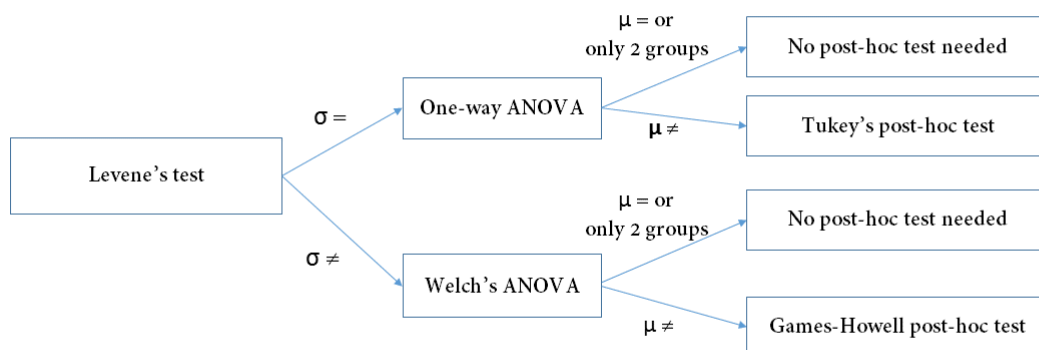 μ = or
only 2 groups
No post-hoc test needed
σ =
One-way ANOVA
μ ≠
Tukey's post-hoc test
Levene's test
μ = or
only 2 groups
No post-hoc test needed
σ ≠
Welch's ANOVA
μ ≠
Games-Howell post-hoc test